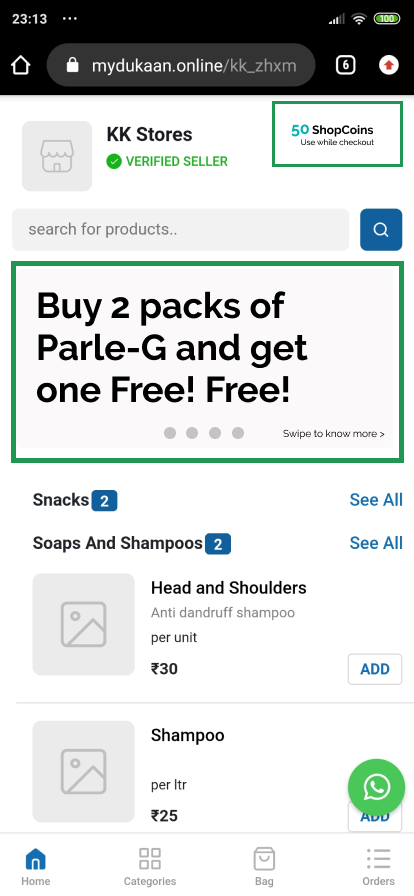 23:13 ... 100
mydukaan.online/kk_zhxm 6
KK Stores
VERIFIED SELLER
50 ShopCoins
Use while checkout
search for products..
Buy 2 packs of
Parle-G and get
one Free! Free!
Swipe to know more >
Snacks 2 See All
Soaps And Shampoos 2 See All
Head and Shoulders
Anti dandruff shampoo
per unit
₹30 ADD
Shampoo
per ltr
₹25 ADD
Home Categories Bag Orders